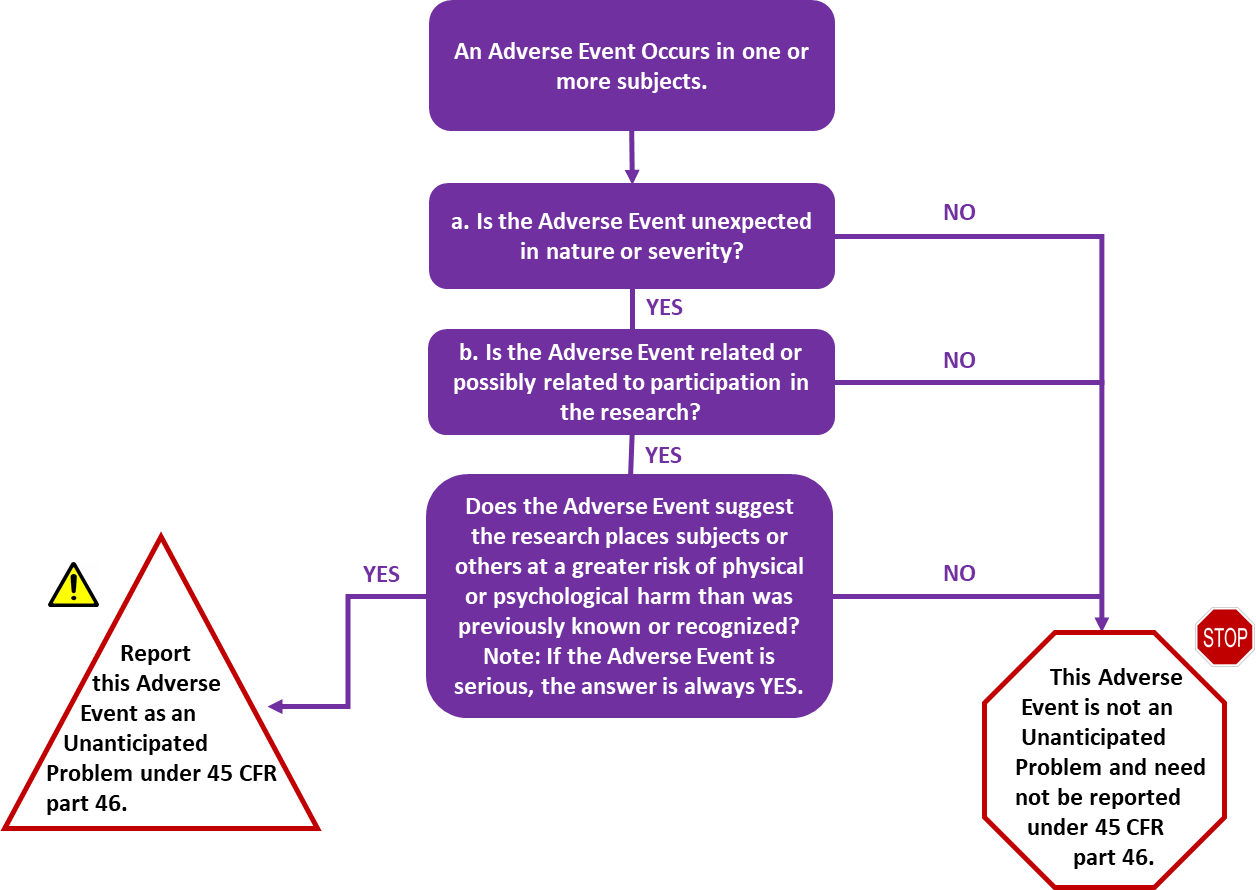 An Adverse Event Occurs in one or
more subjects.
a. Is the Adverse Event unexpected
in nature or severity?
NO
YES
b. Is the Adverse Event related or
possibly related to participation in
the research?
NO
YES
Does the Adverse Event suggest
the research places subjects or
others at a greater risk of physical
or psychological harm than was
previously known or recognized?
Note: If the Adverse Event is
serious, the answer is always YES.
YES
NO
Report
this Adverse
Event as an
Unanticipated
Problem under 45 CFR
part 46.
STOP
This Adverse
Event is not an
Unanticipated
Problem and need
not be reported
under 45 CFR
part 46.